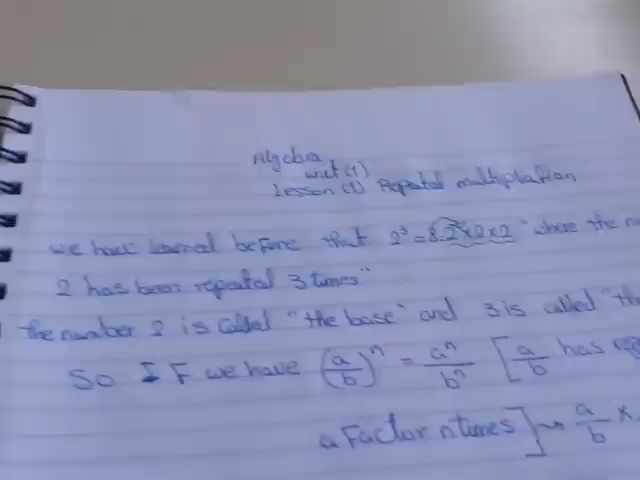 Algebra
unit (1)
Lesson (1) Repeated multiplication
we have learned before that 2³ = 8 2 × 2 × 2 "where the
2 has been repeated 3 times"
the number 2 is called "the base" and 3 is called "the
So IF we have (a/b)ⁿ = aⁿ/bⁿ [a/b has
a Factor n times] → a/b ×